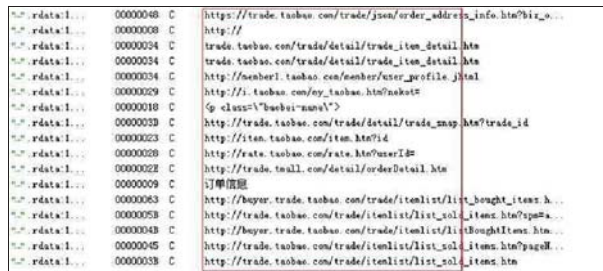 .rdata:1... 00000048 C https://trade.taobao.com/trade/json/order_address_info.htm?biz_o...
.rdata:1... 00000008 C http://
.rdata:1... 00000034 C trade.taobao.com/trade/detail/trade_item_detail.htm
.rdata:1... 00000034 C trade.taobao.com/trade/detail/trade_item_detail.htm
.rdata:1... 00000034 C http://member1.taobao.com/member/user_profile.jhtml
.rdata:1... 00000029 C http://i.taobao.com/my_taobao.htm?nekot=
.rdata:1... 00000018 C <p class=\"baobei-name\">
.rdata:1... 0000003D C http://trade.taobao.com/trade/detail/trade_snap.htm?trade_id
.rdata:1... 00000023 C http://item.taobao.com/item.htm?id
.rdata:1... 00000028 C http://rate.taobao.com/rate.htm?userId=
.rdata:1... 0000002E C http://trade.tmall.com/detail/orderDetail.htm
.rdata:1... 00000009 C 订单信息
.rdata:1... 00000063 C http://buyer.trade.taobao.com/trade/itemlist/list_bought_items.h...
.rdata:1... 0000005B C http://trade.taobao.com/trade/itemlist/list_sold_items.htm?spm=a...
.rdata:1... 0000004B C http://buyer.trade.taobao.com/trade/itemlist/listBoughtItems.htm...
.rdata:1... 00000045 C http://trade.taobao.com/trade/itemlist/list_sold_items.htm?pageN...
.rdata:1... 0000003B C http://trade.taobao.com/trade/itemlist/list_sold_items.htm